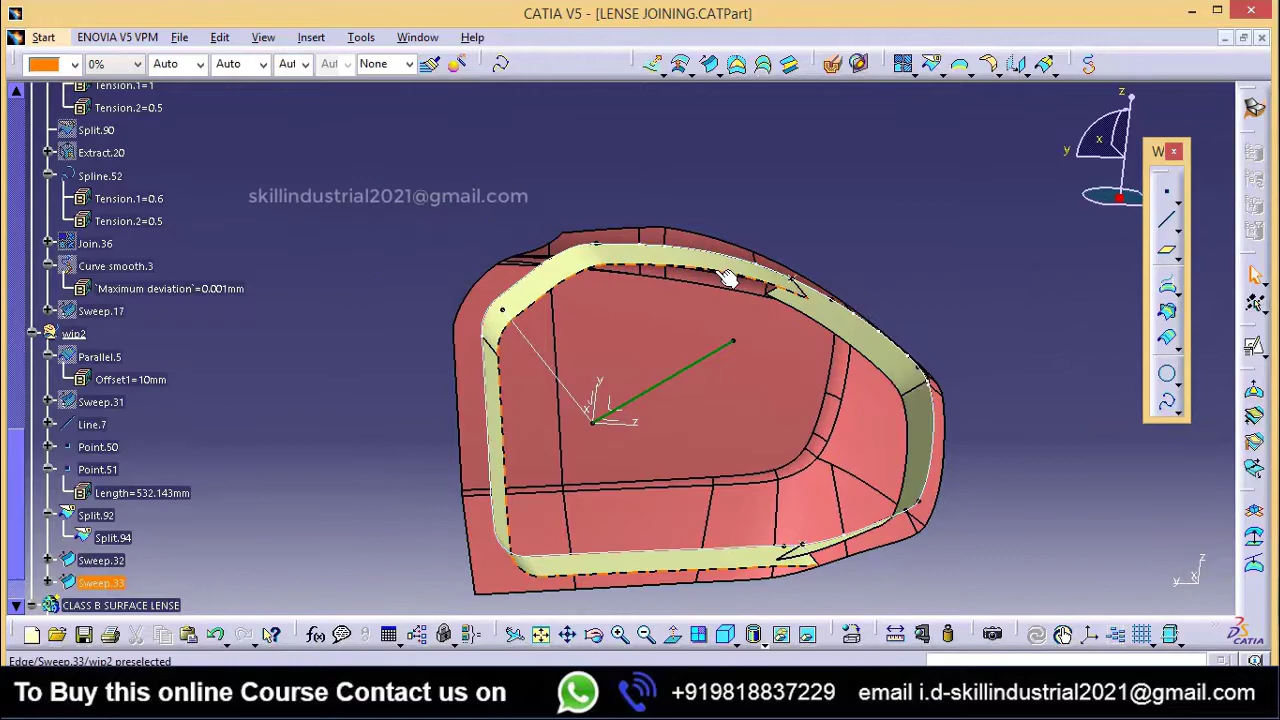 CATIA V5 - [LENSE JOINING.CATPart]
Start ENOVIA V5 VPM File Edit View Insert Tools Window Help
0% Auto Auto Aut Aut None
Tension.1=1
Tension.2=0.5
Split.90
Extract.20
Spline.52
Tension.1=0.6
Tension.2=0.5
Join.36
Curve smooth.3
`Maximum deviation`=0.001mm
Sweep.17
wip2
Parallel.5
Offset1=10mm
Sweep.31
Line.7
Point.50
Point.51
Length=532.143mm
Split.92
Split.94
Sweep.32
Sweep.33
CLASS B SURFACE LENSE
skillindustrial2021@gmail.com
z
x
y
W
y
x
z
z
y
f(x)
CATIA
Edge/Sweep.33/wip2 preselected
To Buy this online Course Contact us on +919818837229 email i.d-skillindustrial2021@gmail.com